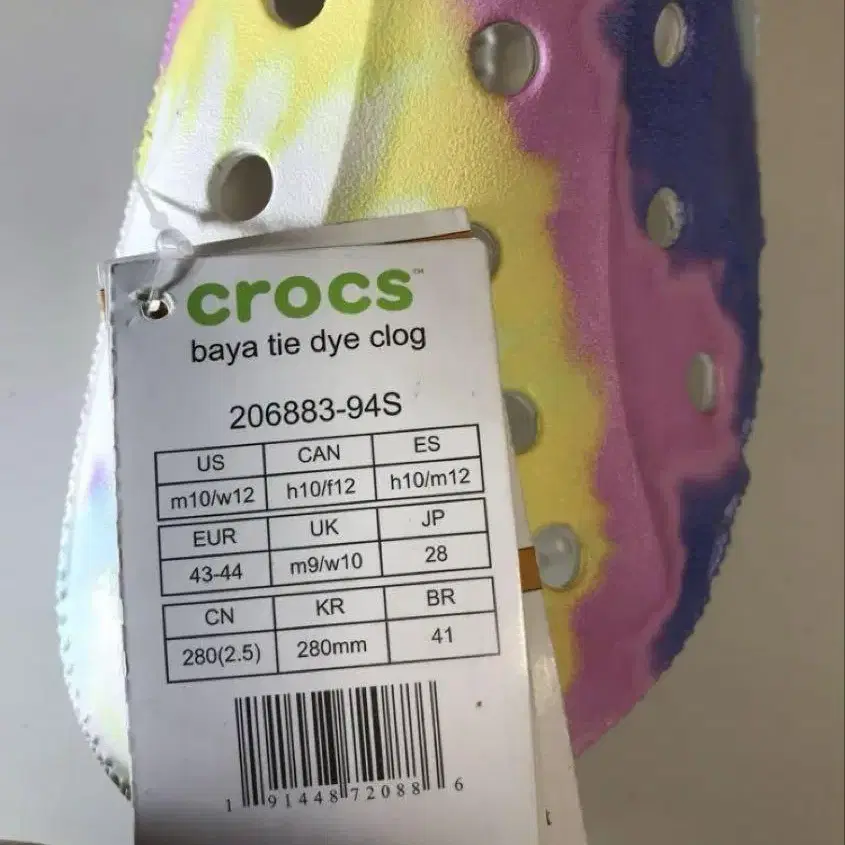 crocs™
baya tie dye clog
206883-94S
US CAN ES
m10/w12 h10/f12 h10/m12
EUR UK JP
43-44 m9/w10 28
CN KR BR
280(2.5) 280mm 41
1 91448 72088 6